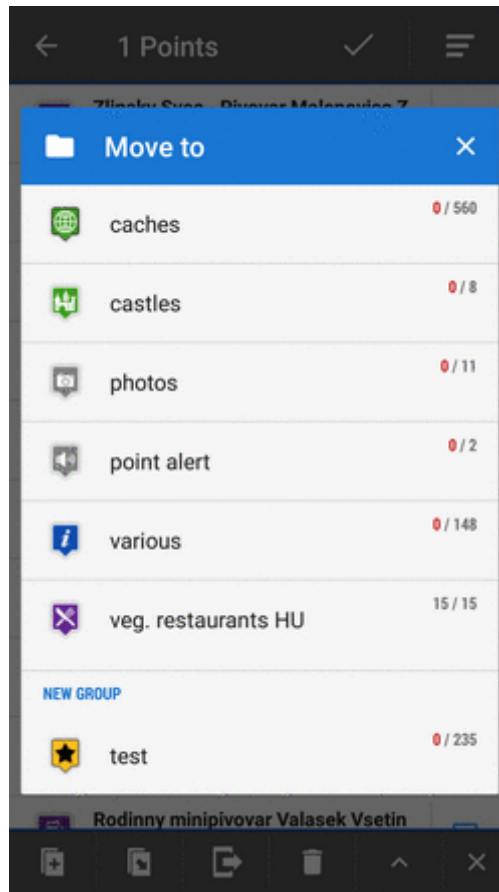 1 Points
Zlinsky Svec - Pivovar Malenovice Z
Move to
caches
0 / 560
castles
0 / 8
photos
0 / 11
point alert
0 / 2
various
0 / 148
veg. restaurants HU
15 / 15
NEW GROUP
test
0 / 235
Rodinny minipivovar Valasek Vsetin